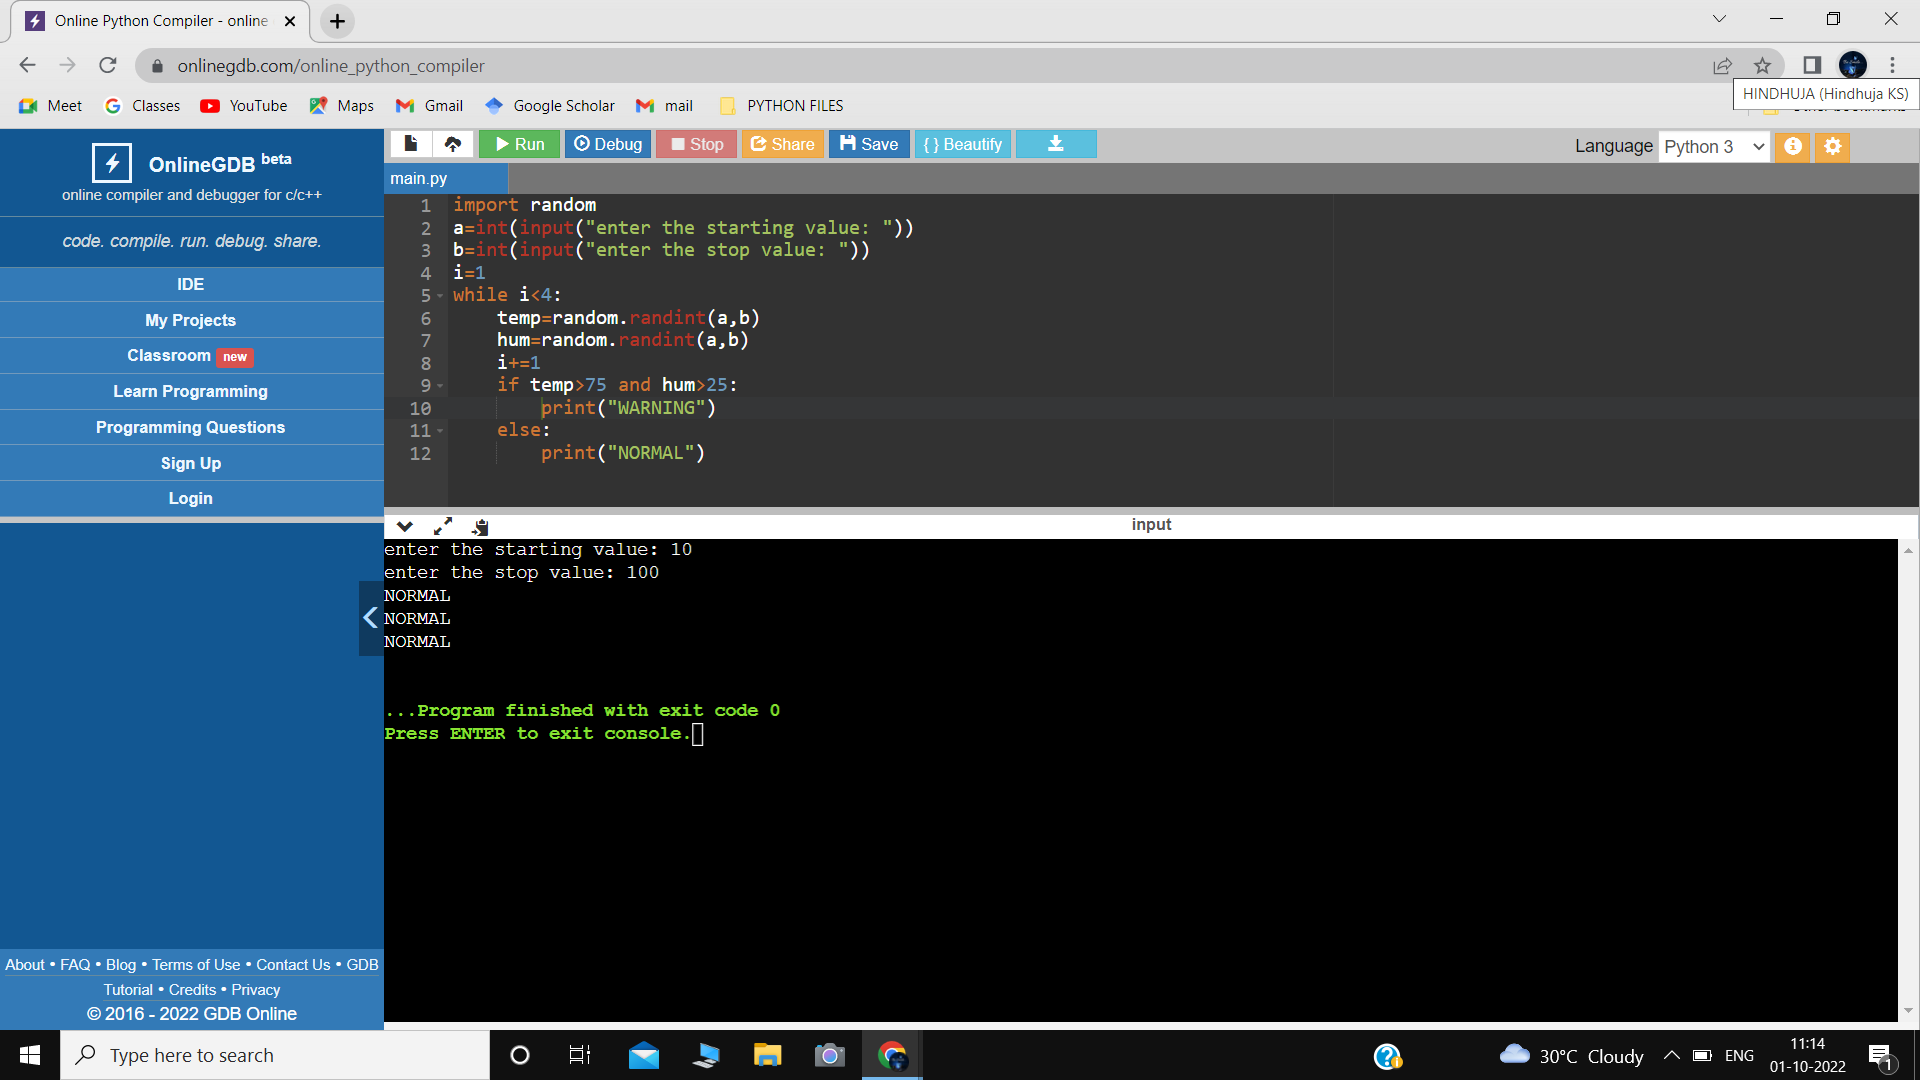 Online Python Compiler - online
onlinegdb.com/online_python_compiler
HINDHUJA (Hindhuja KS)
Meet Classes YouTube Maps Gmail Google Scholar mail PYTHON FILES
OnlineGDB beta
online compiler and debugger for c/c++
code. compile. run. debug. share.
IDE
My Projects
Classroom new
Learn Programming
Programming Questions
Sign Up
Login
Run Debug Stop Share Save { } Beautify
Language Python 3
main.py
1 import random
2 a=int(input("enter the starting value: "))
3 b=int(input("enter the stop value: "))
4 i=1
5 while i<4:
6 temp=random.randint(a,b)
7 hum=random.randint(a,b)
8 i+=1
9 if temp>75 and hum>25:
10 print("WARNING")
11 else:
12 print("NORMAL")
input
enter the starting value: 10
enter the stop value: 100
NORMAL
NORMAL
NORMAL
...Program finished with exit code 0
Press ENTER to exit console.
About • FAQ • Blog • Terms of Use • Contact Us • GDB
Tutorial • Credits • Privacy
© 2016 - 2022 GDB Online
Type here to search
30°C Cloudy
ENG
11:14
01-10-2022
1